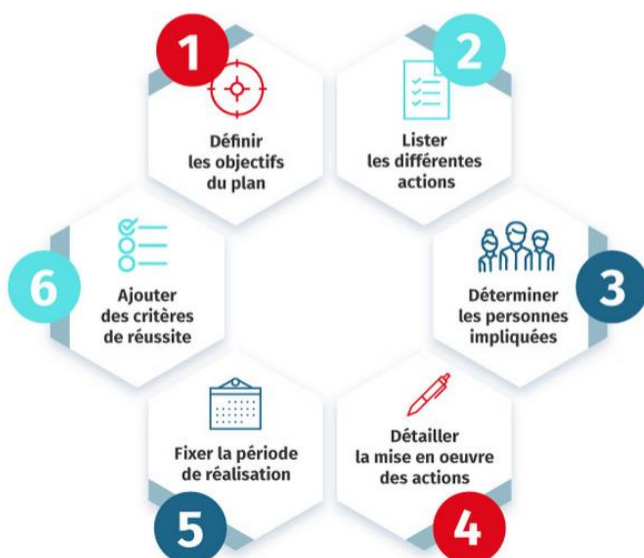 1
Définir
les objectifs
du plan
2
Lister
les différentes
actions
3
Déterminer
les personnes
impliquées
4
Détailler
la mise en oeuvre
des actions
5
Fixer la période
de réalisation
6
Ajouter
des critères
de réussite